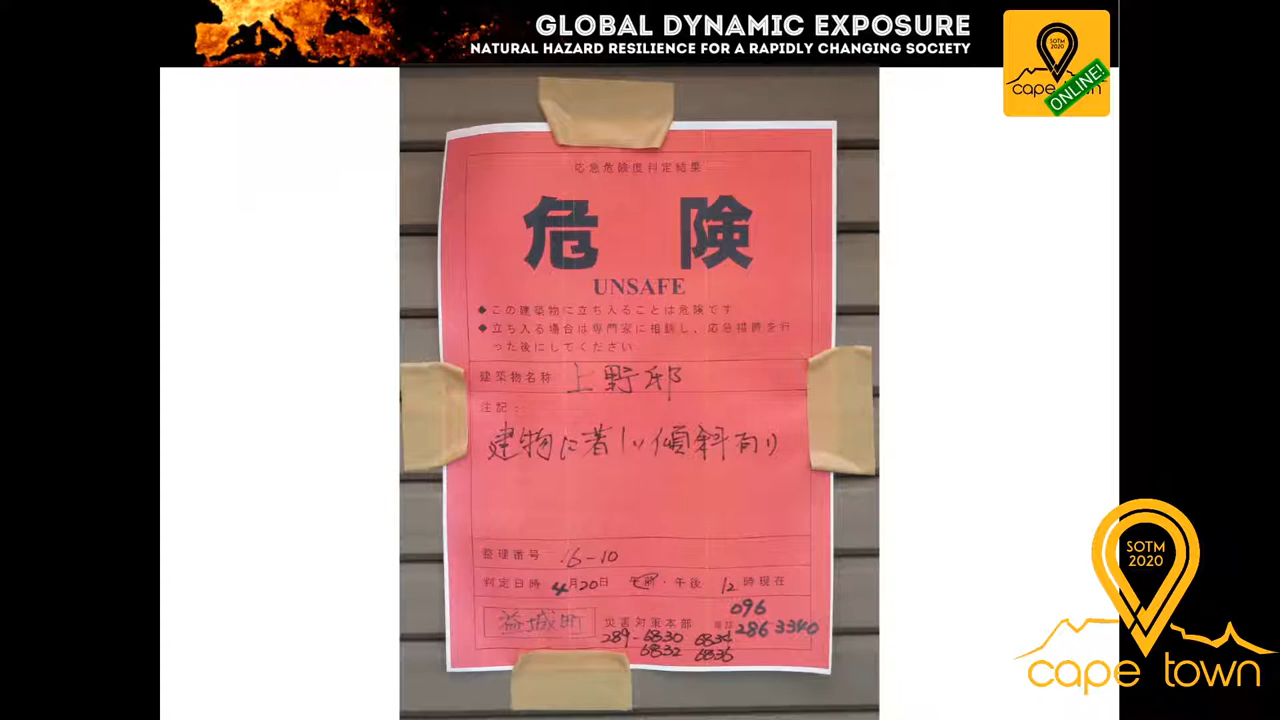 GLOBAL DYNAMIC EXPOSURE
NATURAL HAZARD RESILIENCE FOR A RAPIDLY CHANGING SOCIETY
SOTM
2020
cape town
ONLINE!
応急危険度判定結果
危険
UNSAFE
◆この建築物に立ち入ることは危険です
◆立ち入る場合は専門家に相談し、応急措置を行
った後にしてください
建築物名称 上野邸
注記:
建物に著しい傾斜有り
整理番号 16-10
判定日時 4月20日 午前・午後 12時現在
益城町 災害対策本部 電話
096
286 3340
289-6830 6834
6832 6836
SOTM
2020
cape town